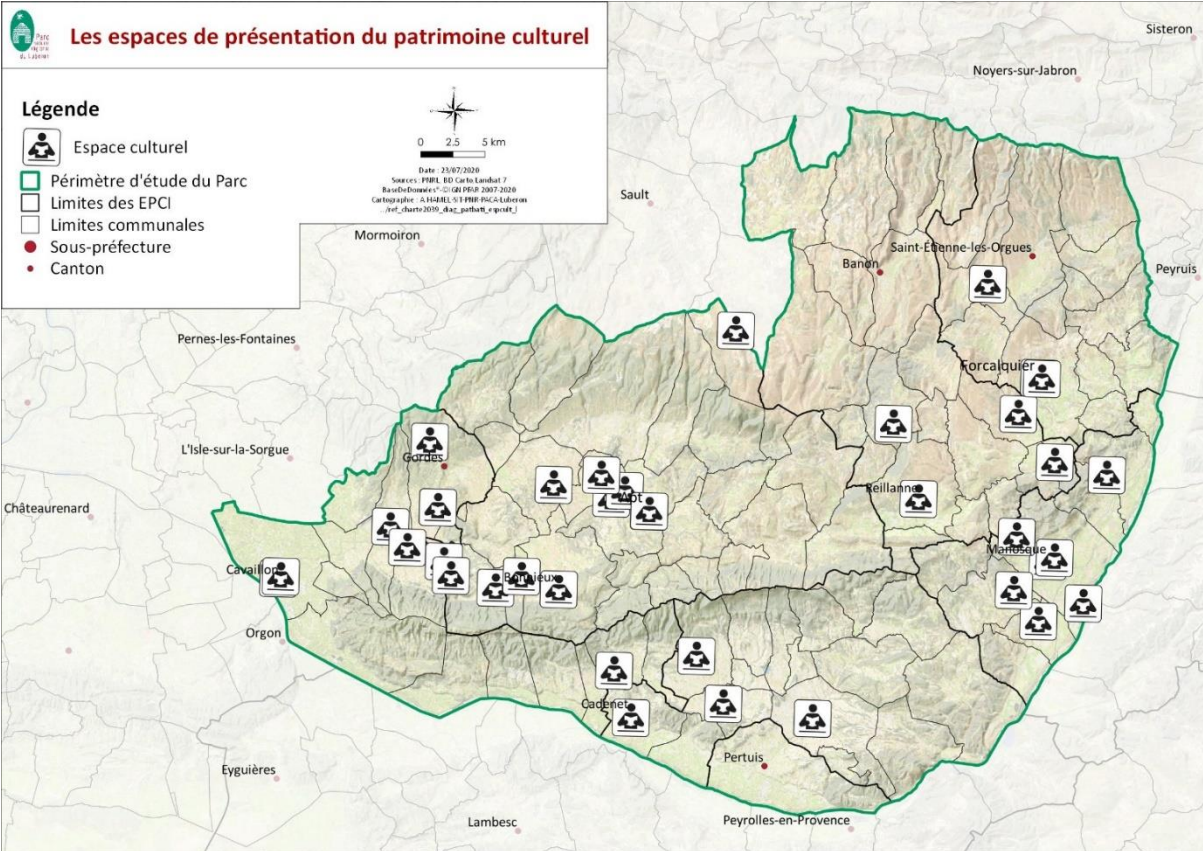 Parc
naturel
régional
du Luberon
Les espaces de présentation du patrimoine culturel
Légende
Espace culturel
Périmètre d'étude du Parc
Limites des EPCI
Limites communales
Sous-préfecture
Canton
0 2.5 5 km
Date : 23/07/2020
Sources : PNRL, BD Carto, Landsat 7
Sisteron
Noyers-sur-Jabron
Sault
Mormoiron
Saint-Étienne-les-Orgues
Banon
Peyruis
Pernes-les-Fontaines
Forcalquier
L'Isle-sur-la-Sorgue
Gordes
Châteaurenard
Apt
Reillanne
Manosque
Cavaillon
Bonnieux
Orgon
Cadenet
Pertuis
Eyguières
Lambesc
Peyrolles-en-Provence